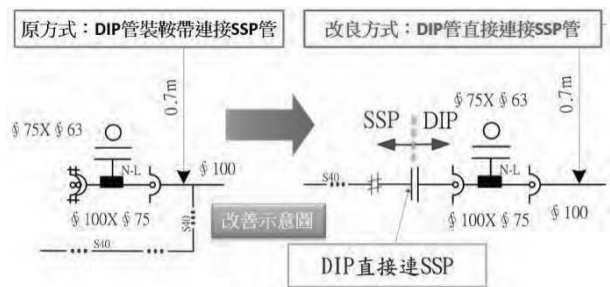 原方式：DIP管裝鞍帶連接SSP管
改良方式：DIP管直接連接SSP管
0.7m
0.7m
∮75X∮63
∮75X∮63
SSP
DIP
N-L
N-L
∮100
S40
∮100X∮75
∮100X∮75
∮100
S40
S40
改善示意圖
DIP直接連SSP